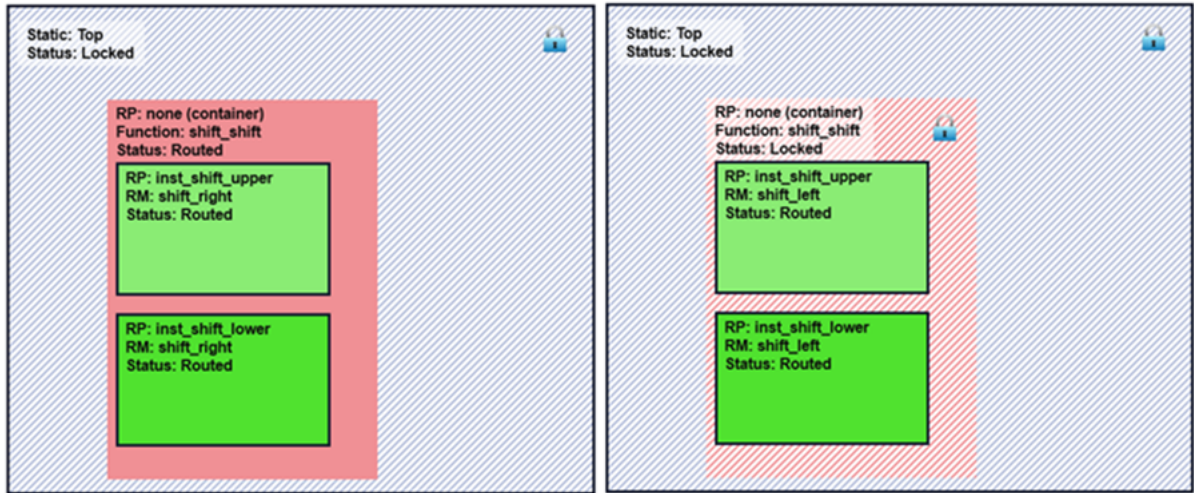 Static: Top
Status: Locked
RP: none (container)
Function: shift_shift
Status: Routed
RP: inst_shift_upper
RM: shift_right
Status: Routed
RP: inst_shift_lower
RM: shift_right
Status: Routed
Static: Top
Status: Locked
RP: none (container)
Function: shift_shift
Status: Locked
RP: inst_shift_upper
RM: shift_left
Status: Routed
RP: inst_shift_lower
RM: shift_left
Status: Routed